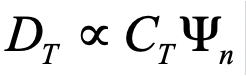 D_T ∝ C_T Ψ_n